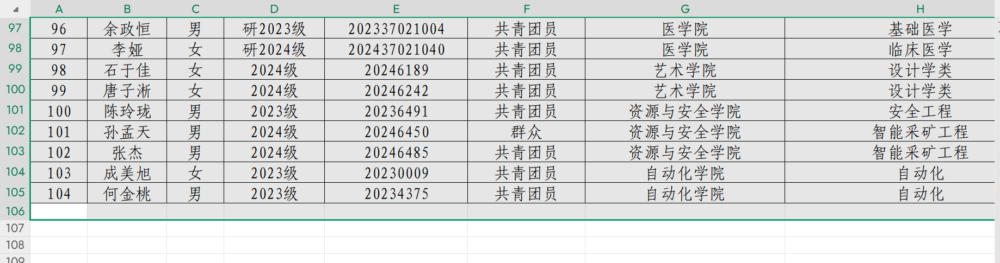 A B C D E F G H
97 96 余政恒 男 研2023级 202337021004 共青团员 医学院 基础医学
98 97 李娅 女 研2024级 202437021040 共青团员 医学院 临床医学
99 98 石于佳 女 2024级 20246189 共青团员 艺术学院 设计学类
100 99 唐子淅 女 2024级 20246242 共青团员 艺术学院 设计学类
101 100 陈玲珑 男 2023级 20236491 共青团员 资源与安全学院 安全工程
102 101 孙孟天 男 2024级 20246450 群众 资源与安全学院 智能采矿工程
103 102 张杰 男 2024级 20246485 共青团员 资源与安全学院 智能采矿工程
104 103 成美旭 女 2023级 20230009 共青团员 自动化学院 自动化
105 104 何金桃 男 2023级 20234375 共青团员 自动化学院 自动化
106
107
108
109